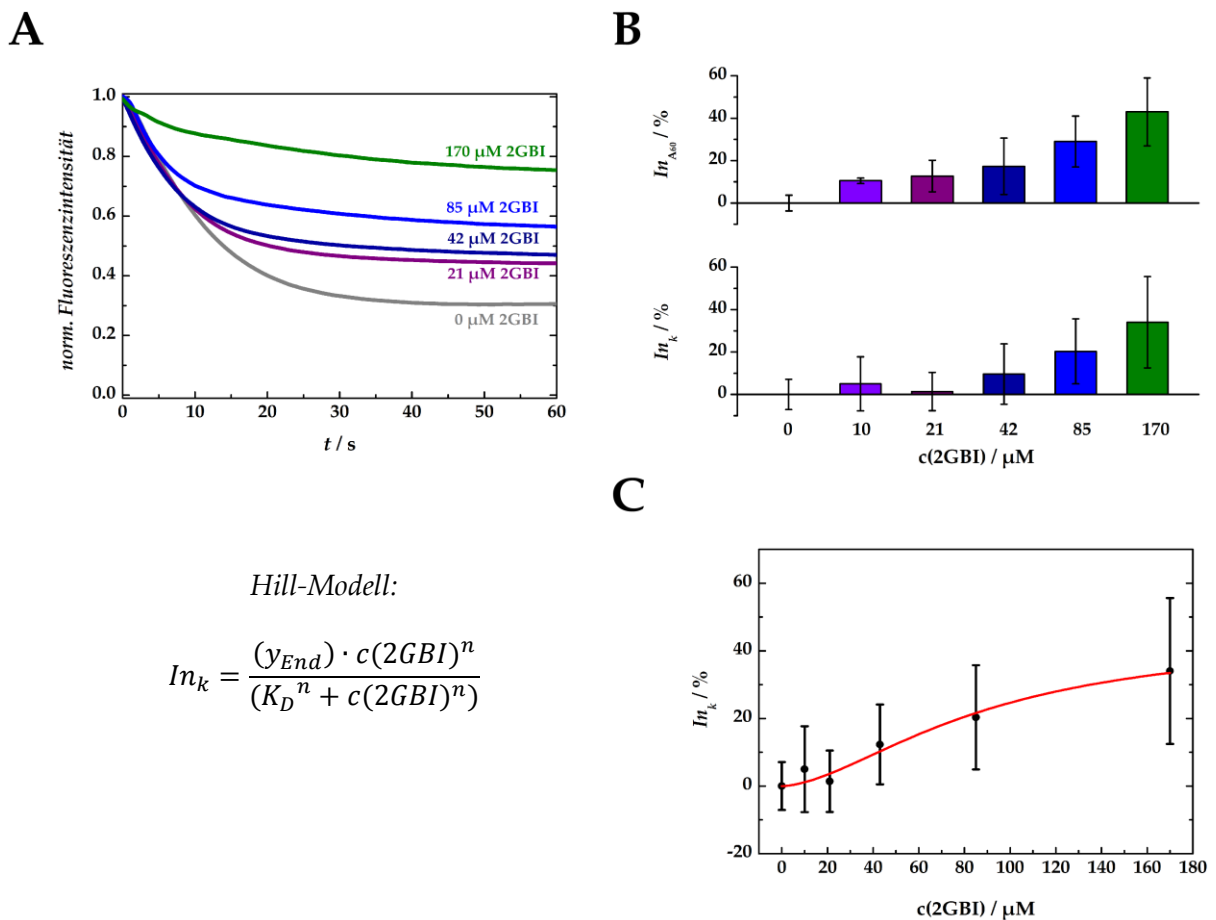 A
norm. Fluoreszenzintensität
1.0
0.8
0.6
0.4
0.2
0.0
170 µM 2GBI
85 µM 2GBI
42 µM 2GBI
21 µM 2GBI
0 µM 2GBI
0 10 20 30 40 50 60
t / s
B
In_A60 / %
60
40
20
0
In_k / %
60
40
20
0
0 10 21 42 85 170
c(2GBI) / µM
Hill-Modell:
In_k = (y_End) · c(2GBI)^n / (K_D^n + c(2GBI)^n)
C
In_k / %
60
40
20
0
-20
0 20 40 60 80 100 120 140 160 180
c(2GBI) / µM